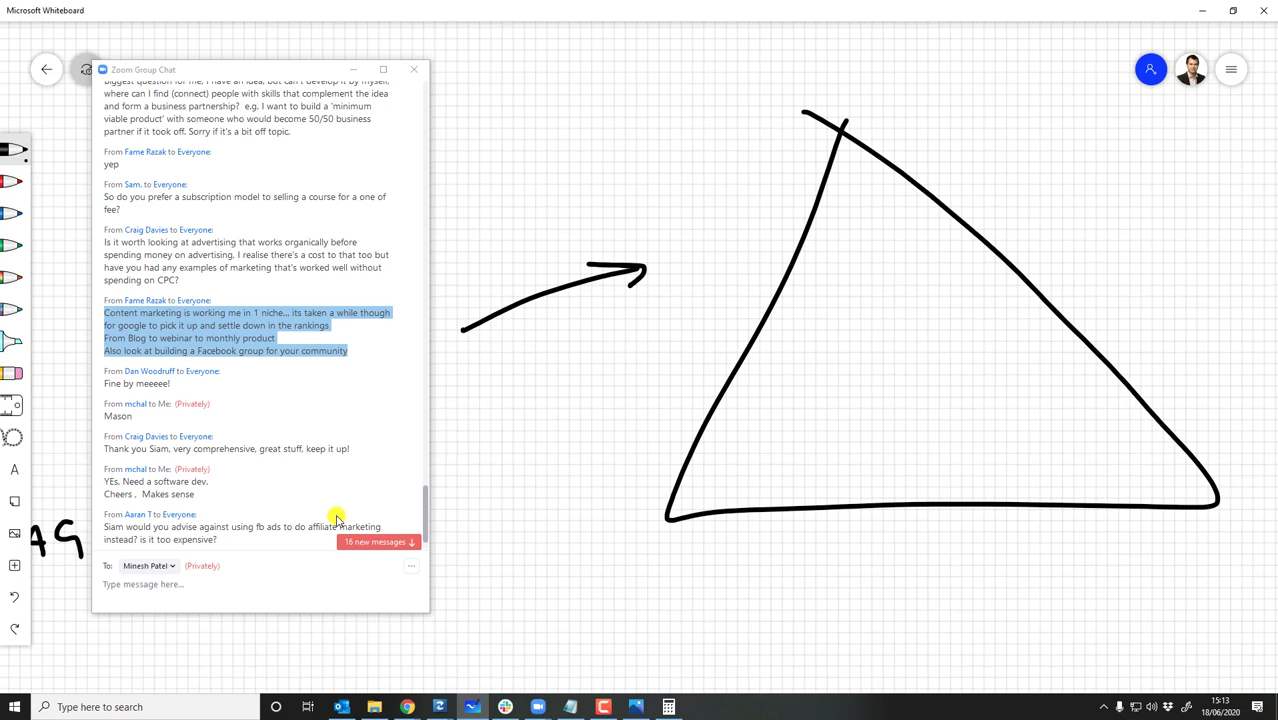 Microsoft Whiteboard
Zoom Group Chat
Biggest question for me, I have an idea, but can't develop it by myself,
where can I find (connect) people with skills that complement the idea
and form a business partnership? e.g. I want to build a 'minimum
viable product' with someone who would become 50/50 business
partner if it took off. Sorry if it's a bit off topic.
From Fame Razak to Everyone:
yep
From Sam. to Everyone:
So do you prefer a subscription model to selling a course for a one of
fee?
From Craig Davies to Everyone:
Is it worth looking at advertising that works organically before
spending money on advertising, I realise there's a cost to that too but
have you had any examples of marketing that's worked well without
spending on CPC?
From Fame Razak to Everyone:
Content marketing is working me in 1 niche... its taken a while though
for google to pick it up and settle down in the rankings
From Blog to webinar to monthly product
Also look at building a Facebook group for your community
From Dan Woodruff to Everyone:
Fine by meeeee!
From mchal to Me: (Privately)
Mason
From Craig Davies to Everyone:
Thank you Siam, very comprehensive, great stuff, keep it up!
From mchal to Me: (Privately)
YEs, Need a software dev.
Cheers , Makes sense
From Aaran T to Everyone:
Siam would you advise against using fb ads to do affiliate marketing
instead? is it too expensive?
16 new messages
To: Minesh Patel (Privately)
Type message here...
AG
A
Type here to search
15:13
18/06/2020